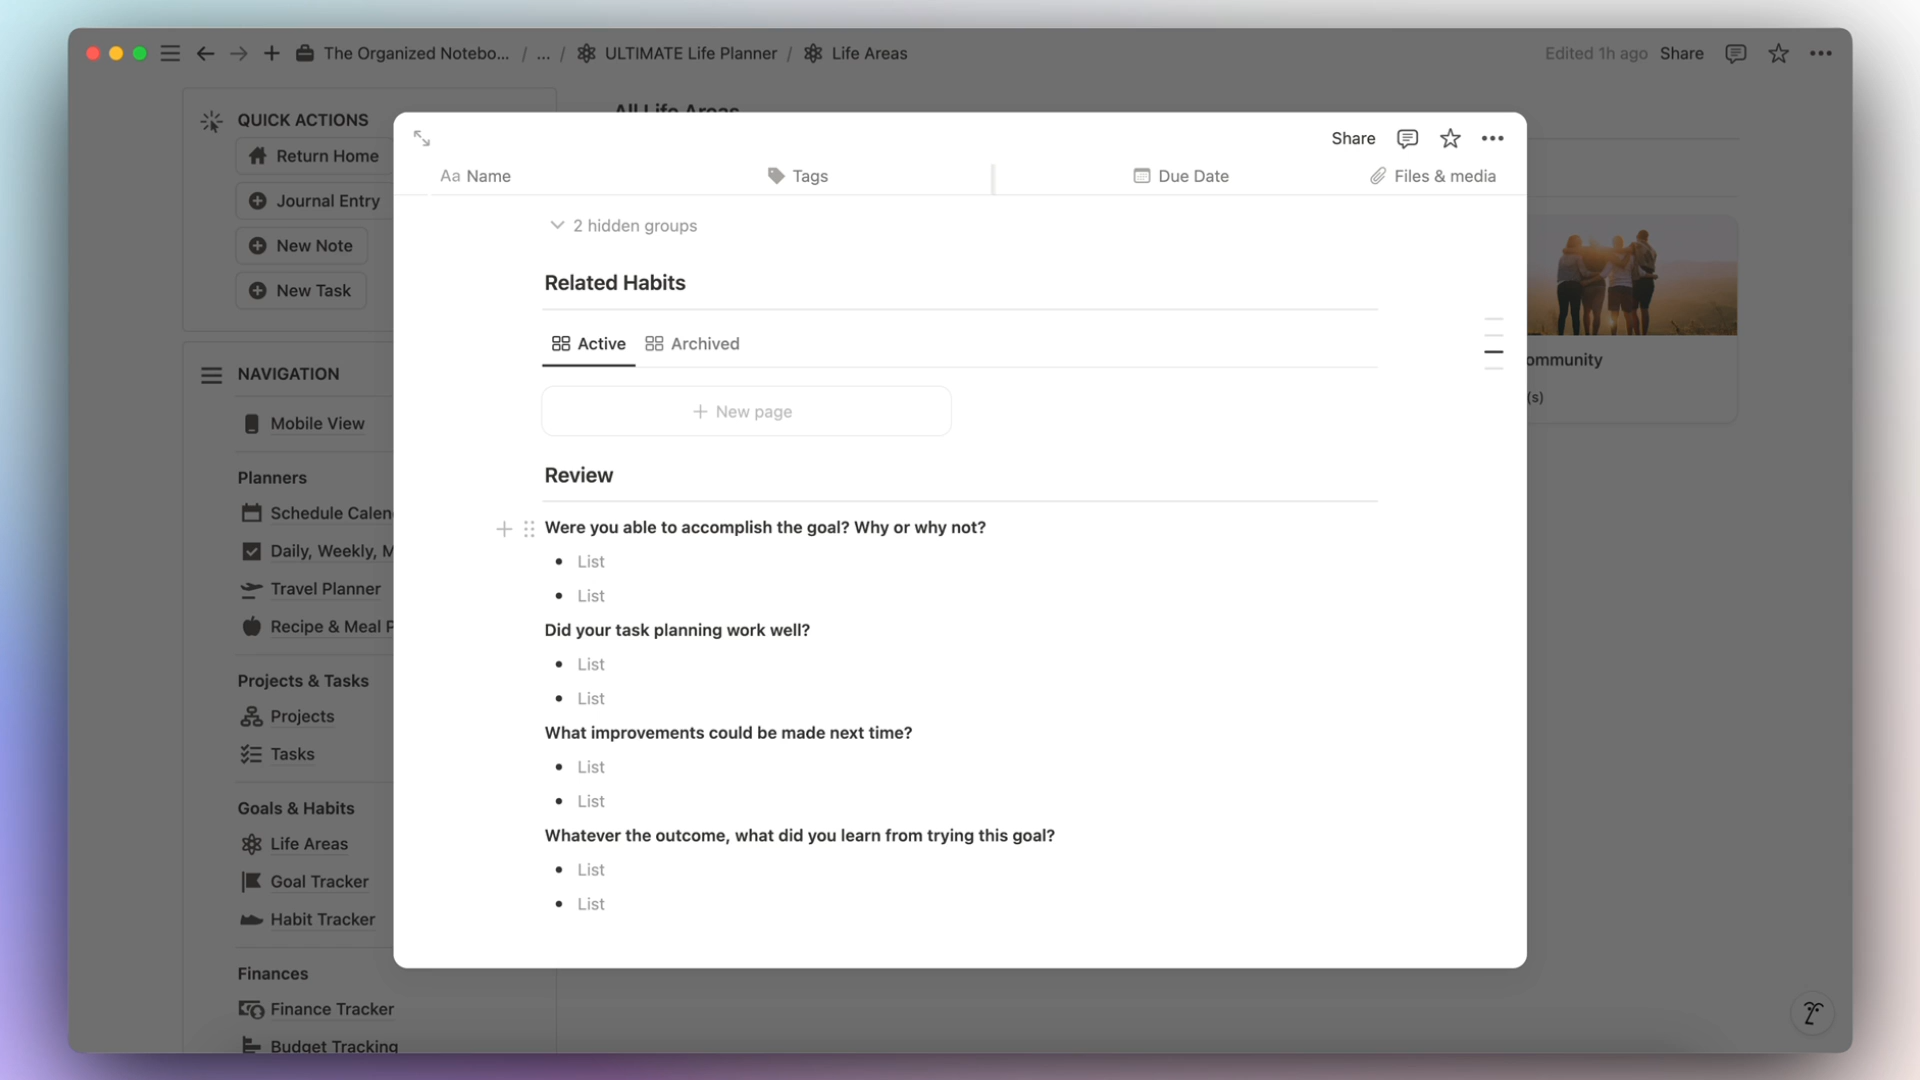 The Organized Notebo... / ... / ULTIMATE Life Planner / Life Areas
Edited 1h ago Share
QUICK ACTIONS
Return Home
Journal Entry
New Note
New Task
NAVIGATION
Mobile View
Planners
Schedule Calen
Daily, Weekly, M
Travel Planner
Recipe & Meal P
Projects & Tasks
Projects
Tasks
Goals & Habits
Life Areas
Goal Tracker
Habit Tracker
Finances
Finance Tracker
Budget Tracking
All Life Areas
Share
Aa Name Tags Due Date Files & media
2 hidden groups
Related Habits
Active Archived
New page
Review
Were you able to accomplish the goal? Why or why not?
• List
• List
Did your task planning work well?
• List
• List
What improvements could be made next time?
• List
• List
Whatever the outcome, what did you learn from trying this goal?
• List
• List
ommunity
(s)